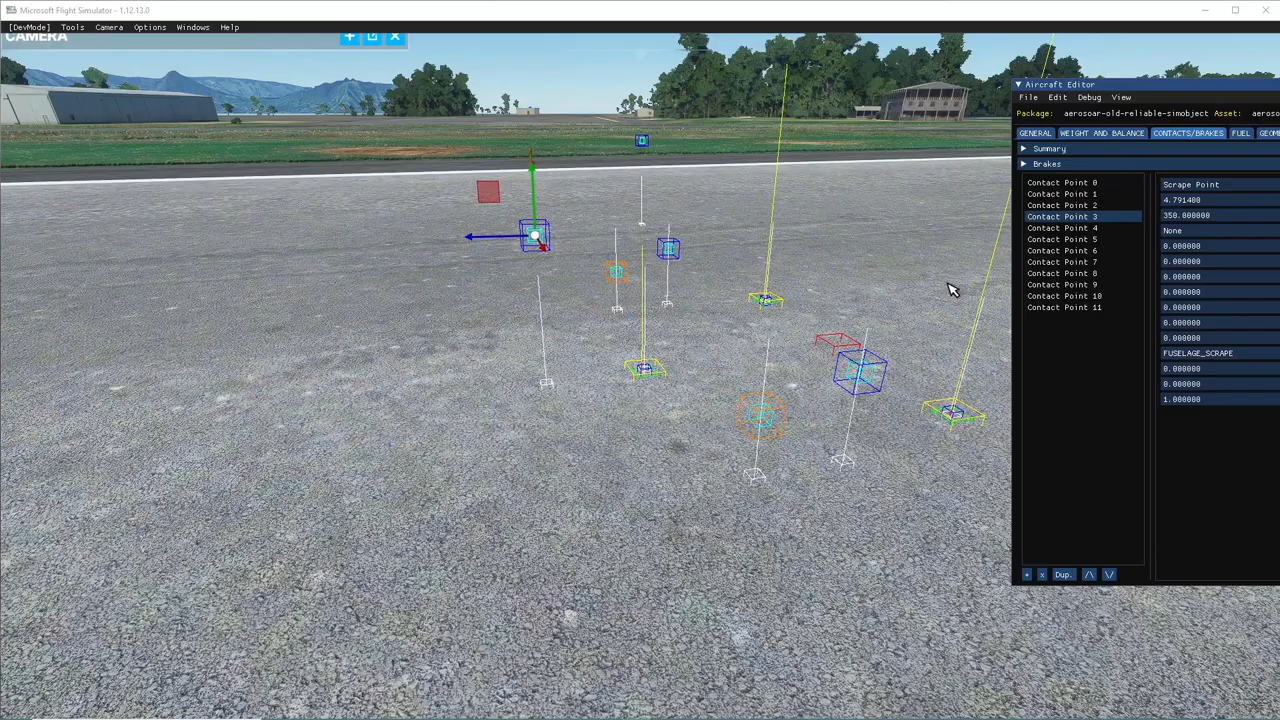 Microsoft Flight Simulator - 1.12.13.0
[DevMode] Tools Camera Options Windows Help
CAMERA
Aircraft Editor
File Edit Debug View
Package: aerosoar-old-reliable-simobject Asset: aeroso
GENERAL WEIGHT AND BALANCE CONTACTS/BRAKES FUEL GEOM
Summary
Brakes
Contact Point 0
Contact Point 1
Contact Point 2
Contact Point 3
Contact Point 4
Contact Point 5
Contact Point 6
Contact Point 7
Contact Point 8
Contact Point 9
Contact Point 10
Contact Point 11
Scrape Point
4.791480
350.000000
None
0.000000
0.000000
0.000000
0.000000
0.000000
0.000000
0.000000
FUSELAGE_SCRAPE
0.000000
0.000000
1.000000
+ x Dup. /\ \/